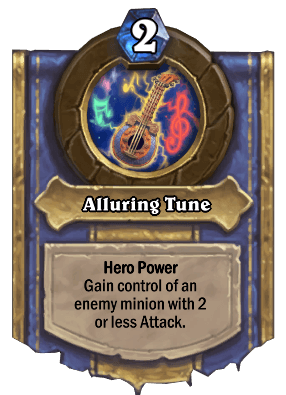 2
Alluring Tune
Hero Power
Gain control of an
enemy minion with 2
or less Attack.